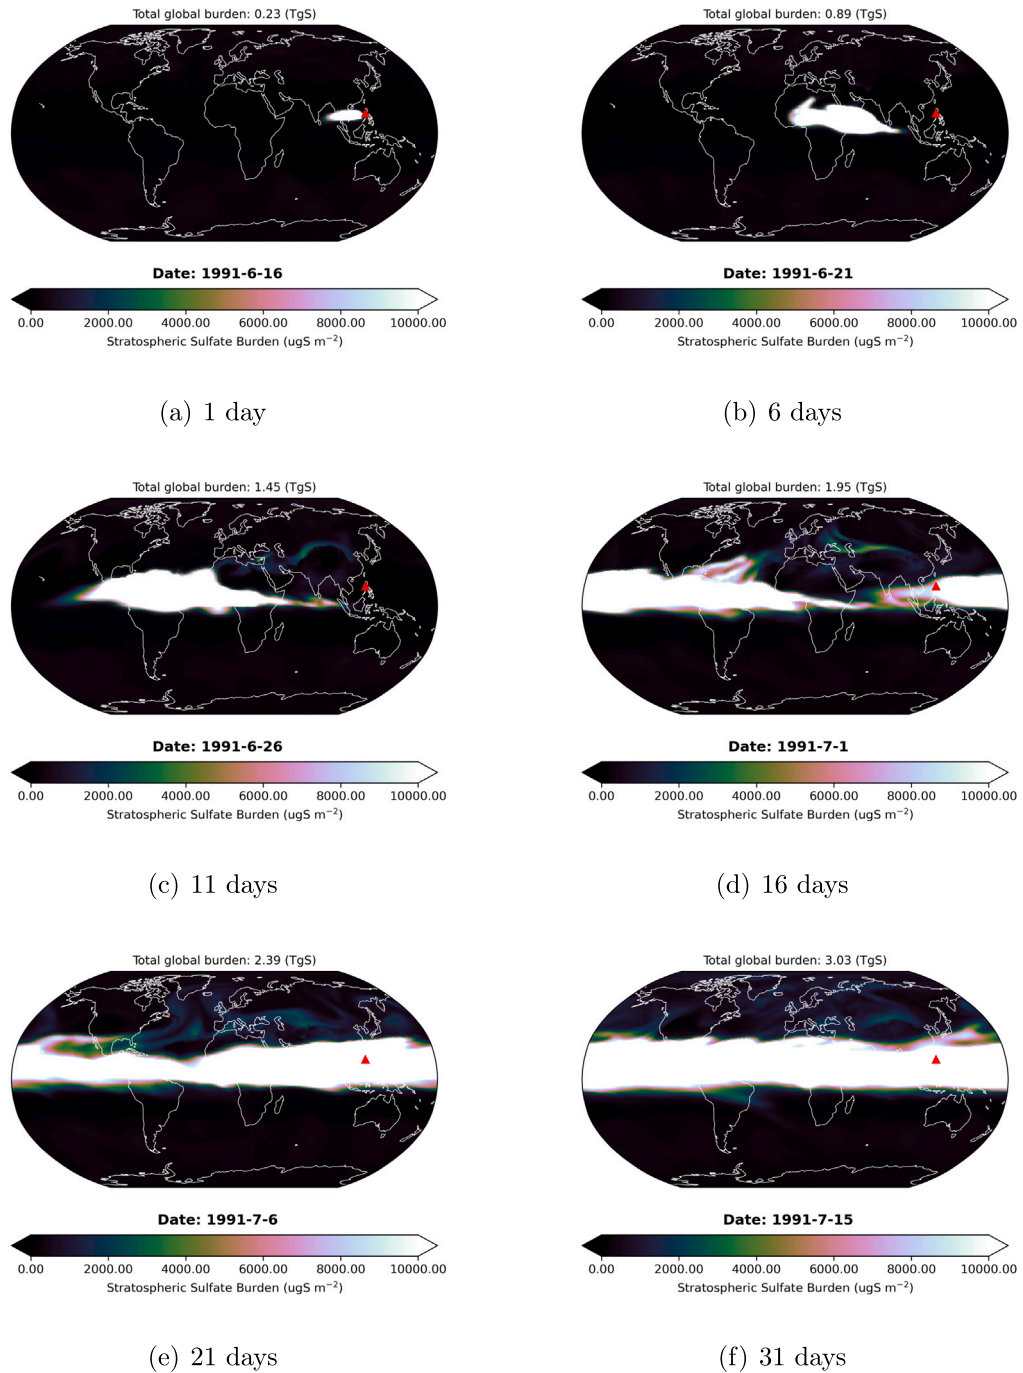 Total global burden: 0.23 (TgS)
Date: 1991-6-16
0.00 2000.00 4000.00 6000.00 8000.00 10000.00
Stratospheric Sulfate Burden (ugS m⁻²)
(a) 1 day
Total global burden: 0.89 (TgS)
Date: 1991-6-21
0.00 2000.00 4000.00 6000.00 8000.00 10000.00
Stratospheric Sulfate Burden (ugS m⁻²)
(b) 6 days
Total global burden: 1.45 (TgS)
Date: 1991-6-26
0.00 2000.00 4000.00 6000.00 8000.00 10000.00
Stratospheric Sulfate Burden (ugS m⁻²)
(c) 11 days
Total global burden: 1.95 (TgS)
Date: 1991-7-1
0.00 2000.00 4000.00 6000.00 8000.00 10000.00
Stratospheric Sulfate Burden (ugS m⁻²)
(d) 16 days
Total global burden: 2.39 (TgS)
Date: 1991-7-6
0.00 2000.00 4000.00 6000.00 8000.00 10000.00
Stratospheric Sulfate Burden (ugS m⁻²)
(e) 21 days
Total global burden: 3.03 (TgS)
Date: 1991-7-15
0.00 2000.00 4000.00 6000.00 8000.00 10000.00
Stratospheric Sulfate Burden (ugS m⁻²)
(f) 31 days